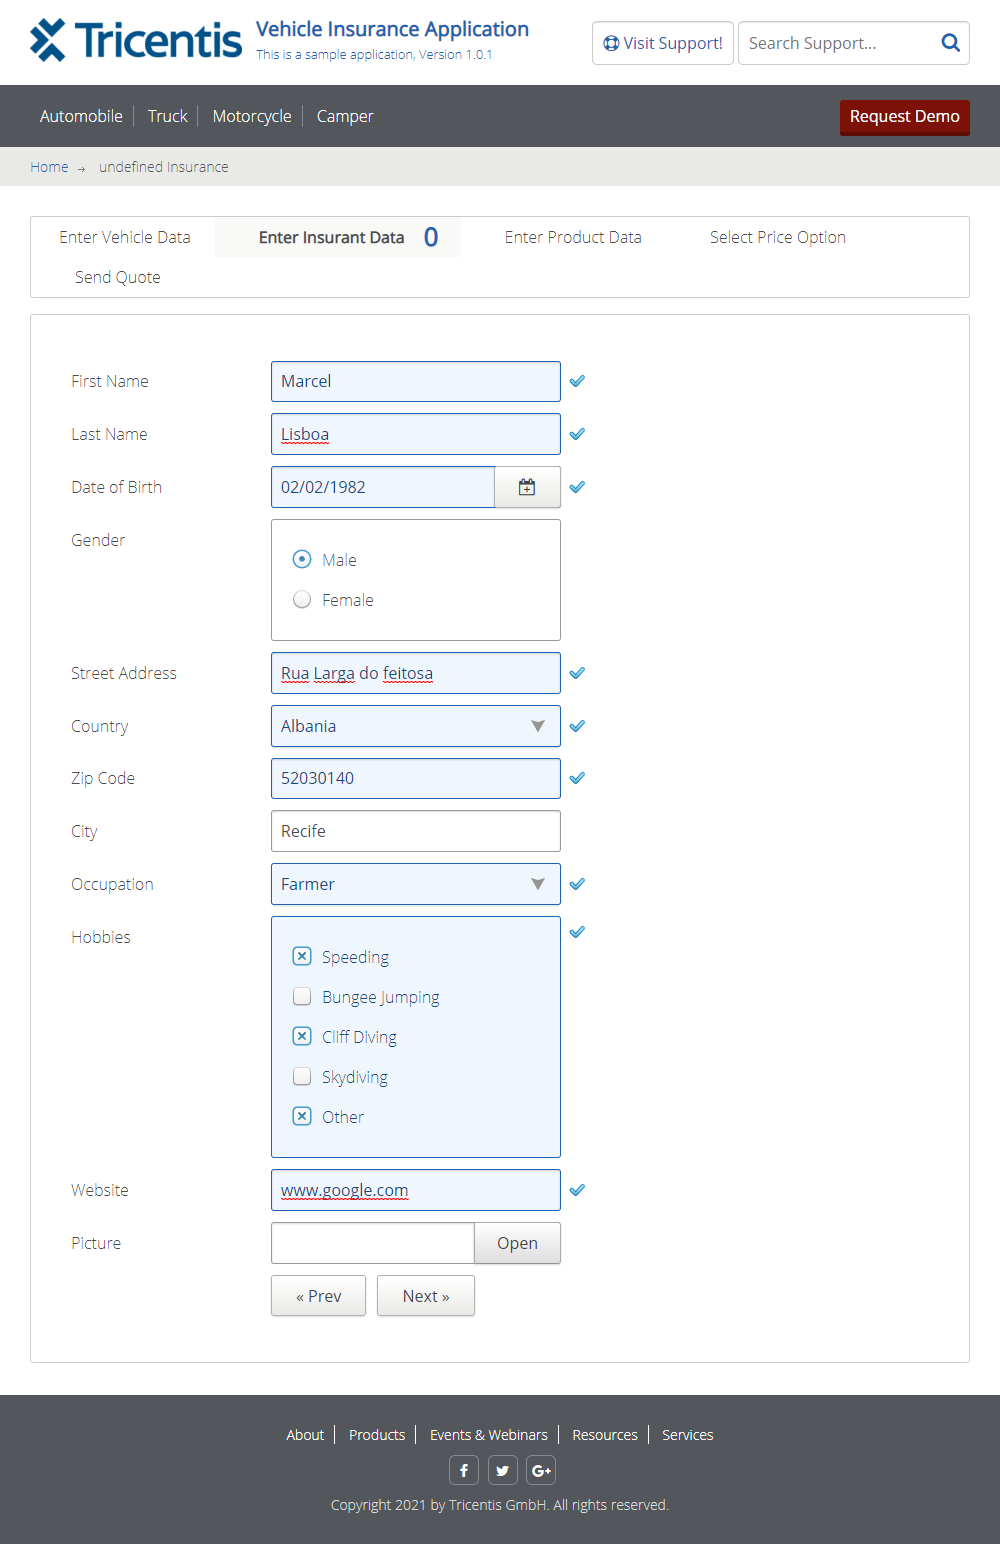 Tricentis
Vehicle Insurance Application
This is a sample application, Version 1.0.1
Visit Support!
Search Support...
Automobile
Truck
Motorcycle
Camper
Request Demo
Home → undefined Insurance
Enter Vehicle Data
Enter Insurant Data 0
Enter Product Data
Select Price Option
Send Quote
First Name
Marcel
Last Name
Lisboa
Date of Birth
02/02/1982
Gender
Male
Female
Street Address
Rua Larga do feitosa
Country
Albania
Zip Code
52030140
City
Recife
Occupation
Farmer
Hobbies
Speeding
Bungee Jumping
Cliff Diving
Skydiving
Other
Website
www.google.com
Picture
Open
« Prev
Next »
About
Products
Events & Webinars
Resources
Services
f
G+
Copyright 2021 by Tricentis GmbH. All rights reserved.